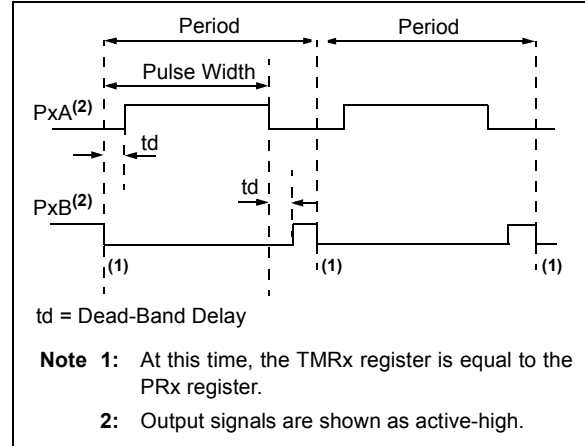 Period Period
Pulse Width
PxA(2)
td
td
PxB(2)
(1) (1) (1)
td = Dead-Band Delay
Note 1: At this time, the TMRx register is equal to the
PRx register.
2: Output signals are shown as active-high.